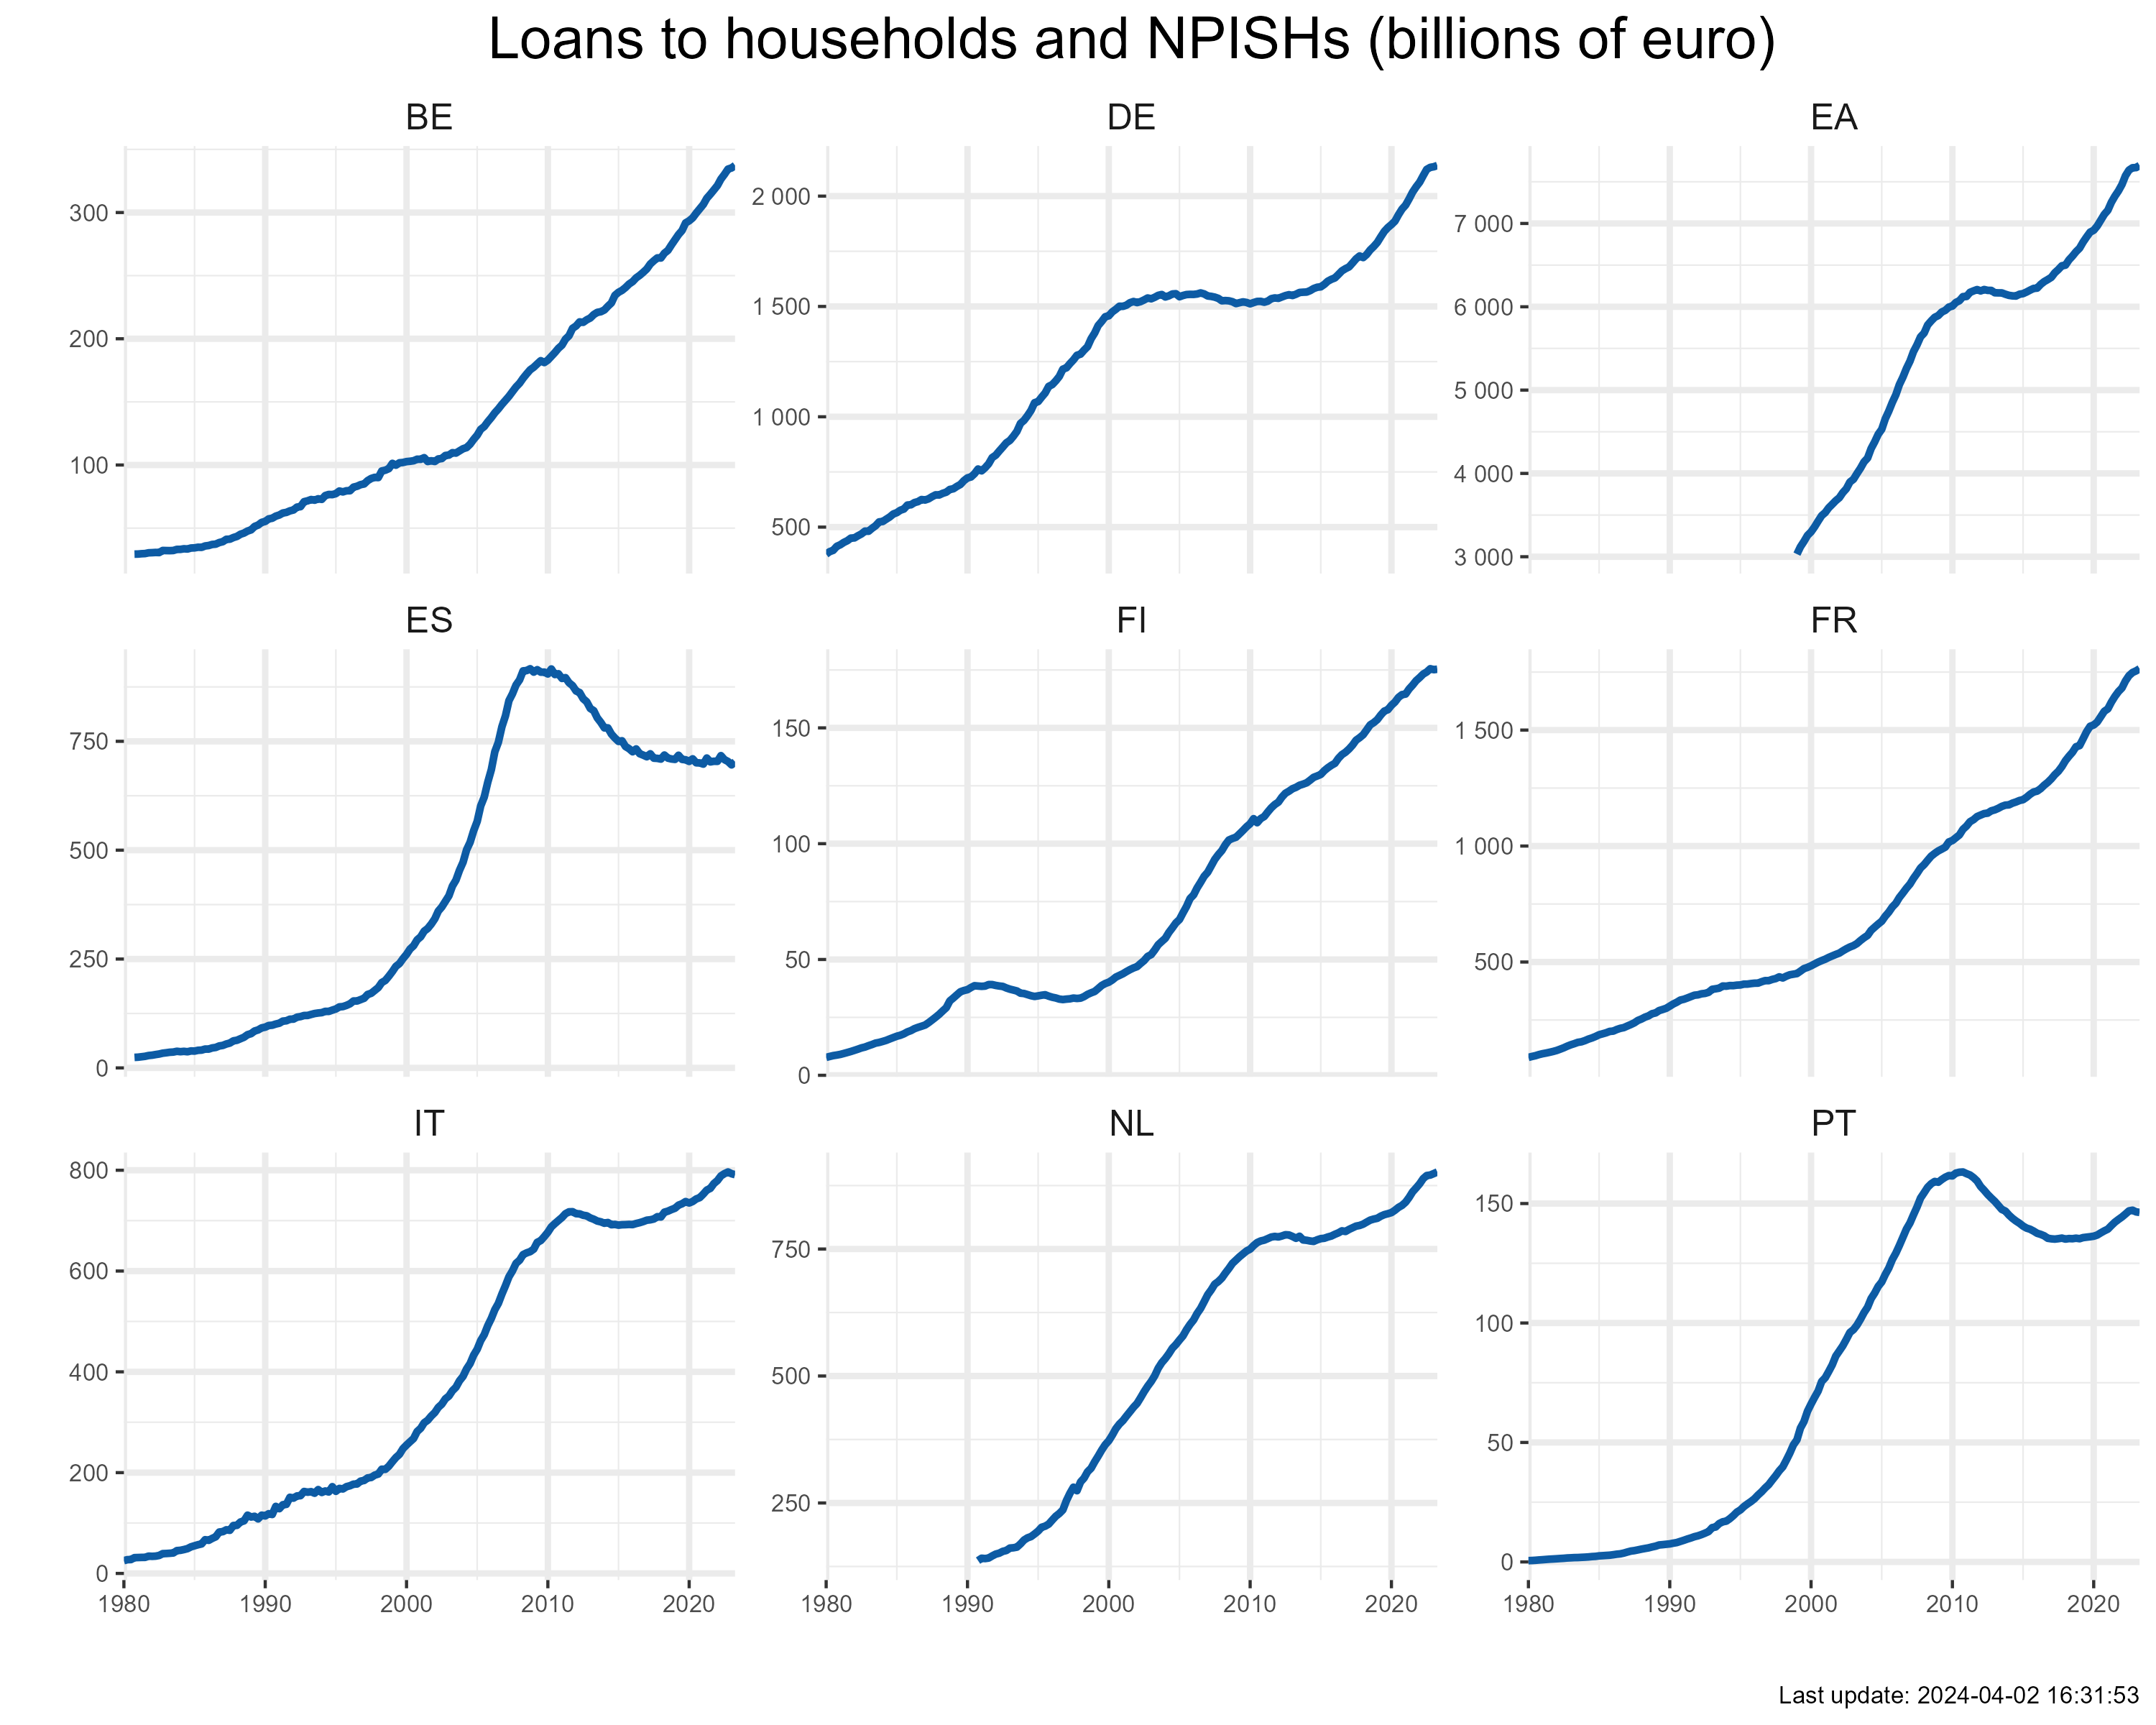 Loans to households and NPISHs (billions of euro)
BE
DE
EA
300
200
100
2 000
1 500
1 000
500
7 000
6 000
5 000
4 000
3 000
ES
FI
FR
750
500
250
0
150
100
50
0
1 500
1 000
500
IT
NL
PT
800
600
400
200
0
750
500
250
150
100
50
0
1980 1990 2000 2010 2020
1980 1990 2000 2010 2020
1980 1990 2000 2010 2020
Last update: 2024-04-02 16:31:53